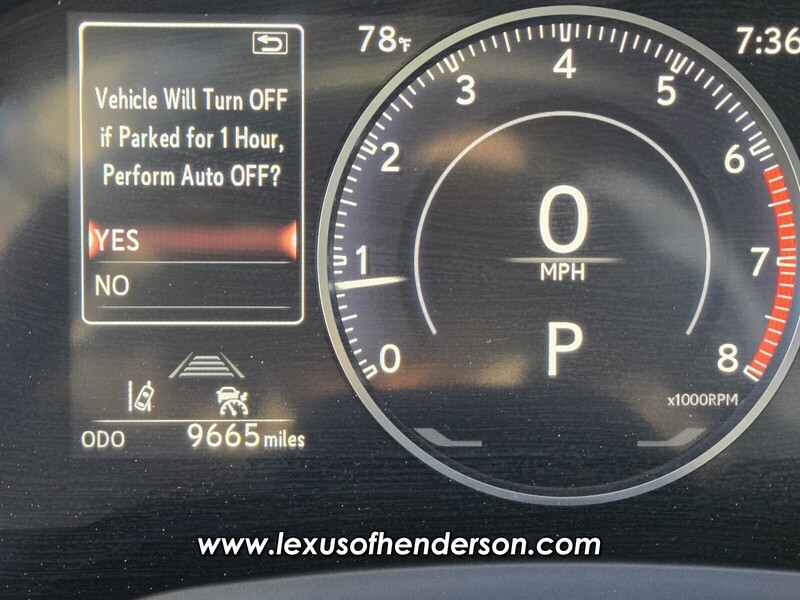 Vehicle Will Turn OFF
if Parked for 1 Hour,
Perform Auto OFF?
YES
NO
ODO 9665 miles
78°F
7:36
0
1
2
3
4
5
6
7
8
0
MPH
P
x1000RPM
www.lexusofhenderson.com